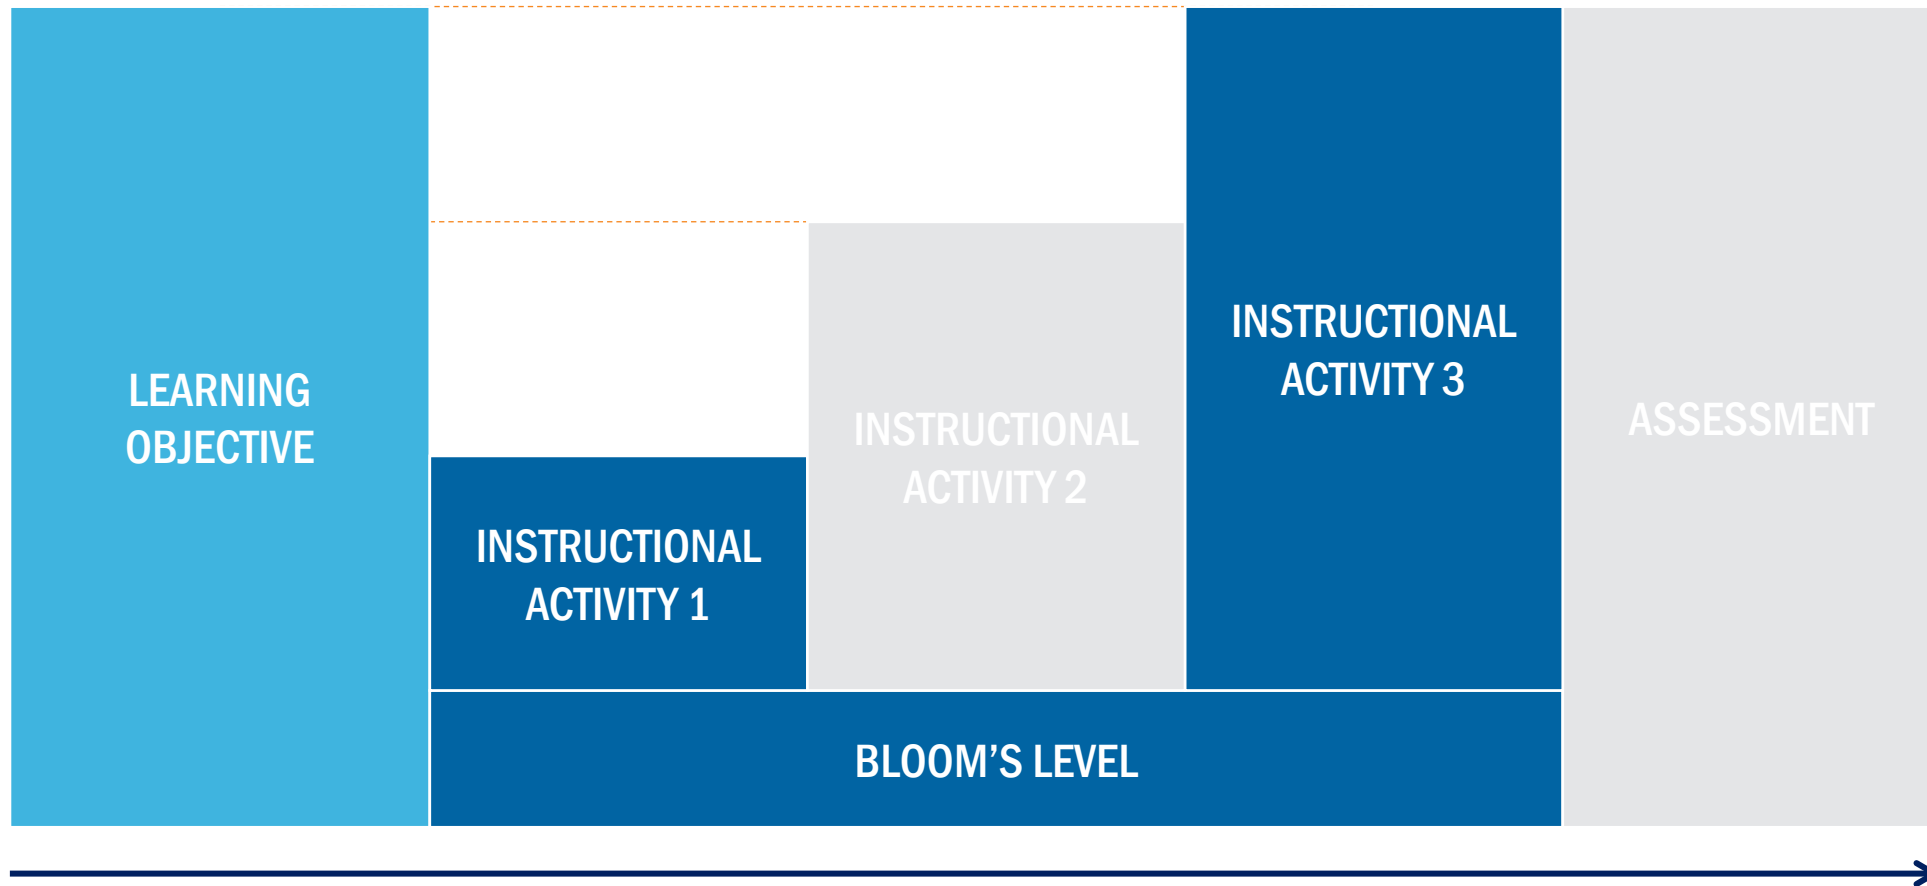 LEARNING
OBJECTIVE
INSTRUCTIONAL
ACTIVITY 1
INSTRUCTIONAL
ACTIVITY 2
INSTRUCTIONAL
ACTIVITY 3
ASSESSMENT
BLOOM’S LEVEL